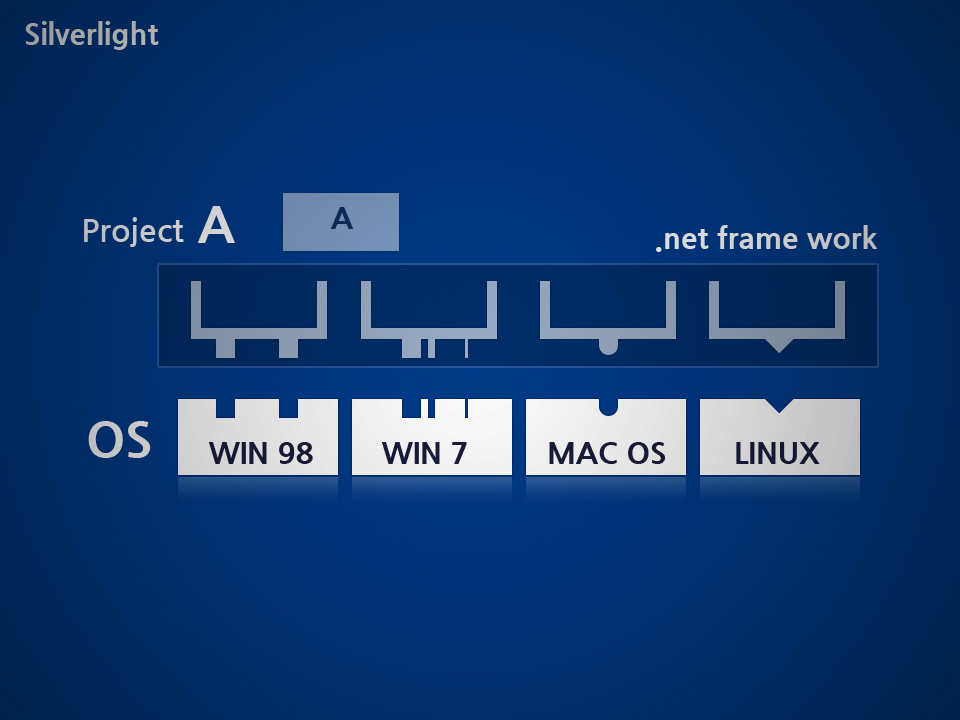 Silverlight
Project A
A
.net frame work
OS
WIN 98
WIN 7
MAC OS
LINUX